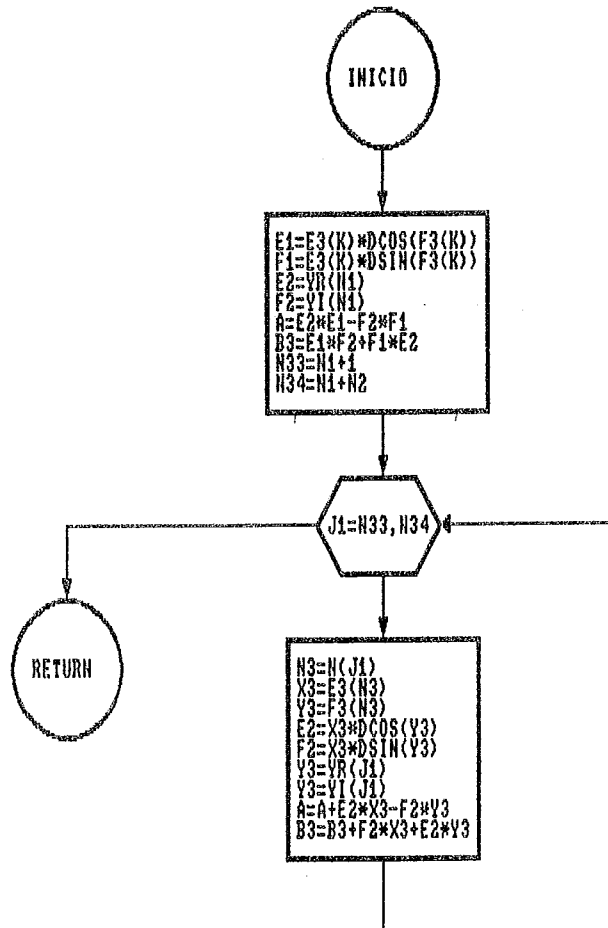 INICIO
E1=E3(K)*DCOS(F3(K))
F1=E3(K)*DSIN(F3(K))
E2=YR(N1)
F2=YI(N1)
A=E2*E1-F2*F1
B3=E1*F2+F1*E2
N33=N1+1
N34=N1+N2
J1=N33,N34
RETURN
N3=N(J1)
X3=E3(N3)
Y3=F3(N3)
E2=X3*DCOS(Y3)
F2=X3*DSIN(Y3)
Y3=YR(J1)
Y3=YI(J1)
A=A+E2*X3-F2*Y3
B3=B3+F2*X3+E2*Y3